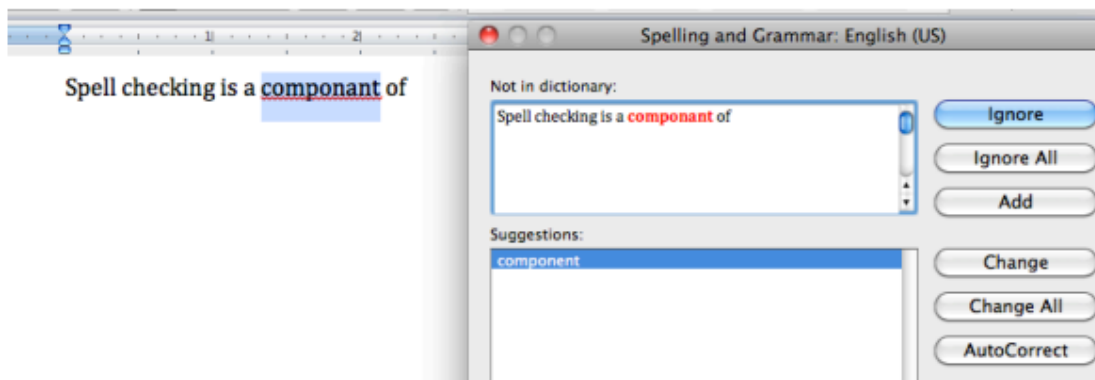 1
2
Spelling and Grammar: English (US)
Spell checking is a componant of
Not in dictionary:
Spell checking is a componant of
Ignore
Ignore All
Add
Suggestions:
component
Change
Change All
AutoCorrect